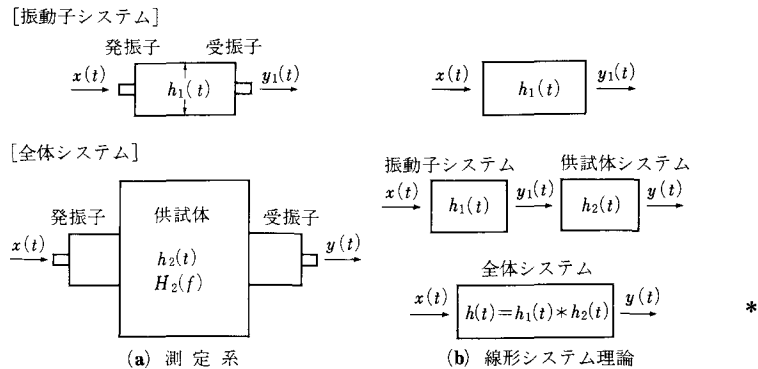 [振動子システム]
発振子 受振子
x(t) h₁(t) y₁(t)
x(t) h₁(t) y₁(t)
[全体システム]
発振子 供試体 受振子
x(t) y(t)
h₂(t)
H₂(f)
振動子システム 供試体システム
x(t) h₁(t) y₁(t) h₂(t) y(t)
全体システム
x(t) h(t)=h₁(t)*h₂(t) y(t)
*
(a) 測定系
(b) 線形システム理論